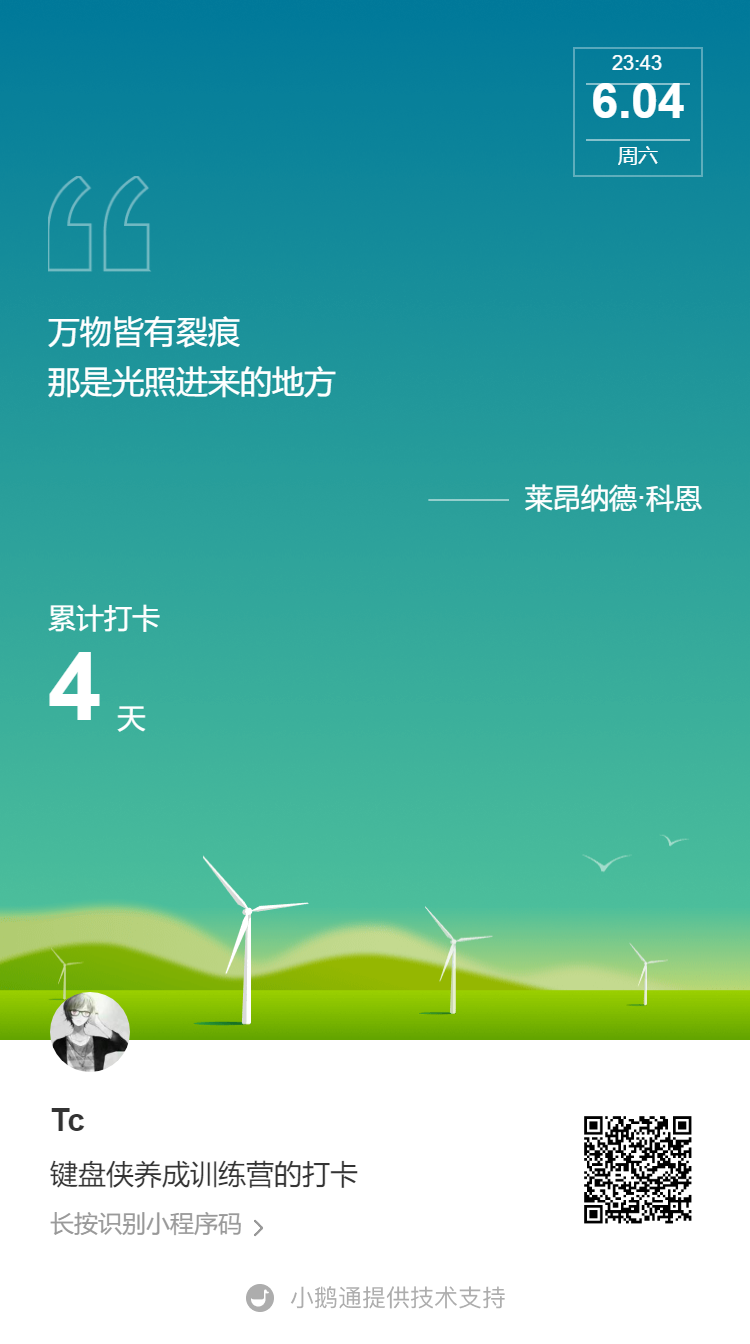 23:43
6.04
周六
万物皆有裂痕
那是光照进来的地方
莱昂纳德·科恩
累计打卡
4 天
Tc
键盘侠养成训练营的打卡
长按识别小程序码
小鹅通提供技术支持